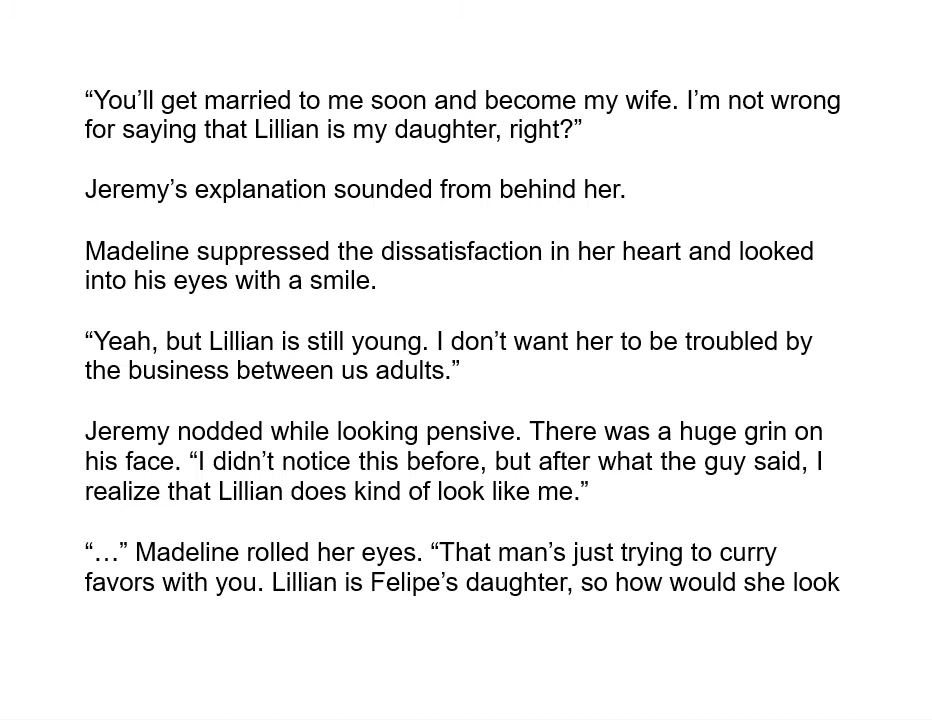 “You’ll get married to me soon and become my wife. I’m not wrong
for saying that Lillian is my daughter, right?”
Jeremy’s explanation sounded from behind her.
Madeline suppressed the dissatisfaction in her heart and looked
into his eyes with a smile.
“Yeah, but Lillian is still young. I don’t want her to be troubled by
the business between us adults.”
Jeremy nodded while looking pensive. There was a huge grin on
his face. “I didn’t notice this before, but after what the guy said, I
realize that Lillian does kind of look like me.”
“…” Madeline rolled her eyes. “That man’s just trying to curry
favors with you. Lillian is Felipe’s daughter, so how would she look